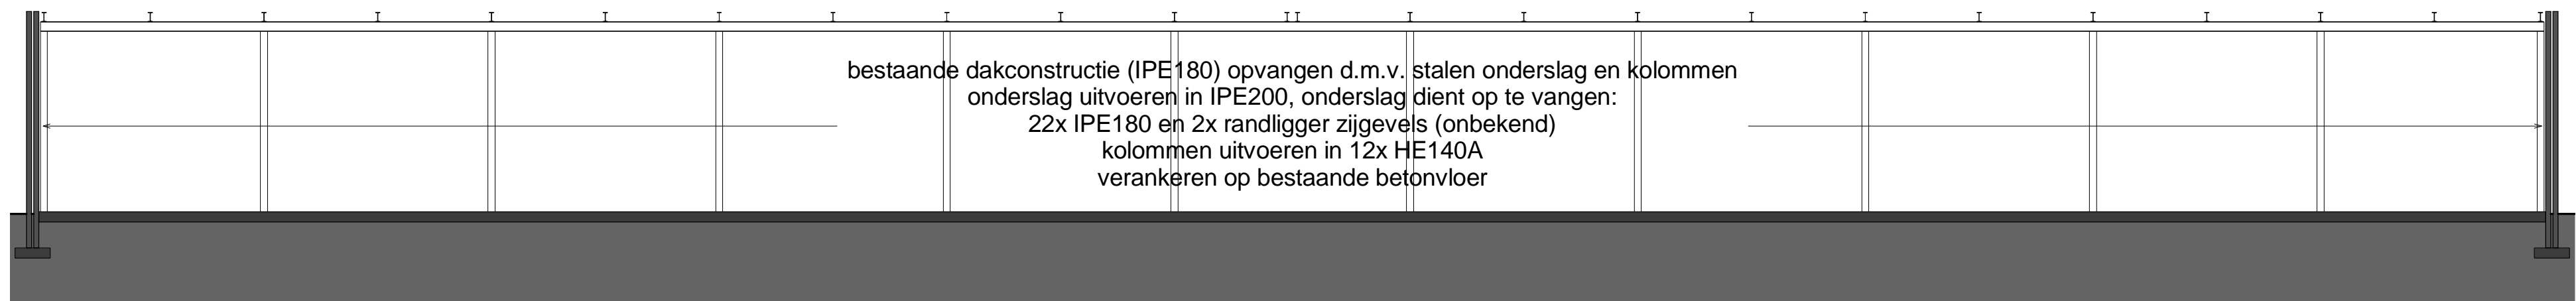 bestaande dakconstructie (IPE180) opvangen d.m.v. stalen onderslag en kolommen
onderslag uitvoeren in IPE200, onderslag dient op te vangen:
22x IPE180 en 2x randligger zijgevels (onbekend)
kolommen uitvoeren in 12x HE140A
verankeren op bestaande betonvloer